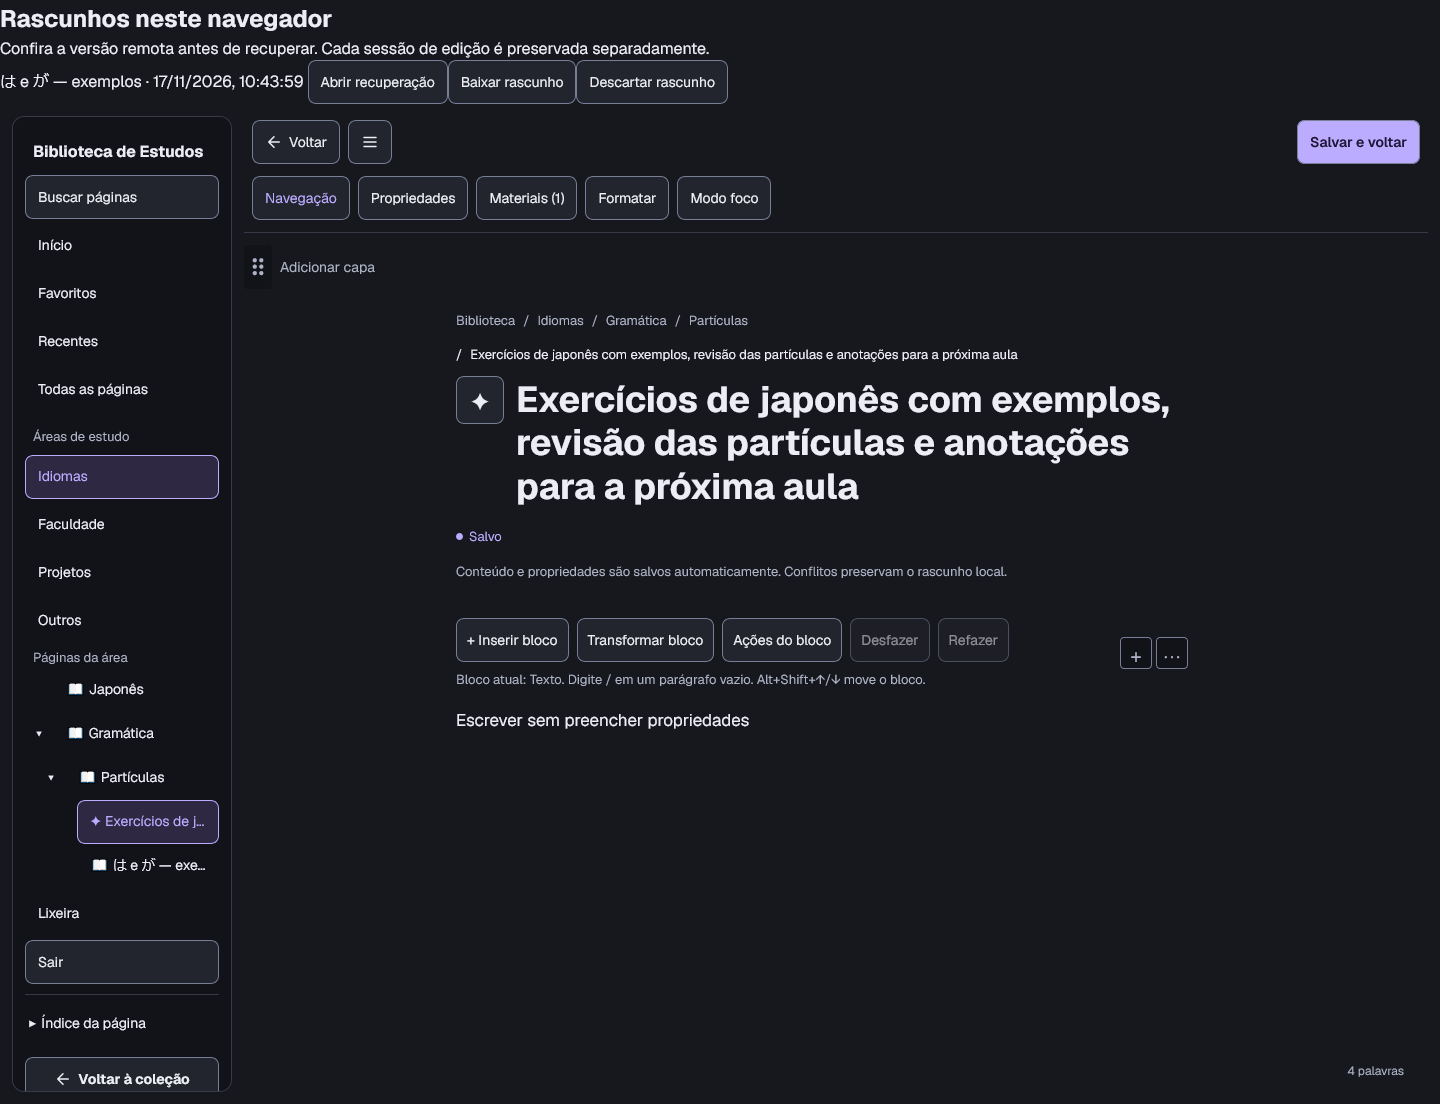 Rascunhos neste navegador
Confira a versão remota antes de recuperar. Cada sessão de edição é preservada separadamente.
は e が — exemplos · 17/11/2026, 10:43:59 Abrir recuperação Baixar rascunho Descartar rascunho
Biblioteca de Estudos
Buscar páginas
Início
Favoritos
Recentes
Todas as páginas
Áreas de estudo
Idiomas
Faculdade
Projetos
Outros
Páginas da área
Japonês
Gramática
Partículas
Exercícios de j...
は e が — exe...
Lixeira
Sair
Índice da página
← Voltar à coleção
← Voltar
Salvar e voltar
Navegação Propriedades Materiais (1) Formatar Modo foco
Adicionar capa
Biblioteca / Idiomas / Gramática / Partículas
/ Exercícios de japonês com exemplos, revisão das partículas e anotações para a próxima aula
Exercícios de japonês com exemplos,
revisão das partículas e anotações
para a próxima aula
Salvo
Conteúdo e propriedades são salvos automaticamente. Conflitos preservam o rascunho local.
+ Inserir bloco Transformar bloco Ações do bloco Desfazer Refazer + ...
Bloco atual: Texto. Digite / em um parágrafo vazio. Alt+Shift+↑/↓ move o bloco.
Escrever sem preencher propriedades
4 palavras